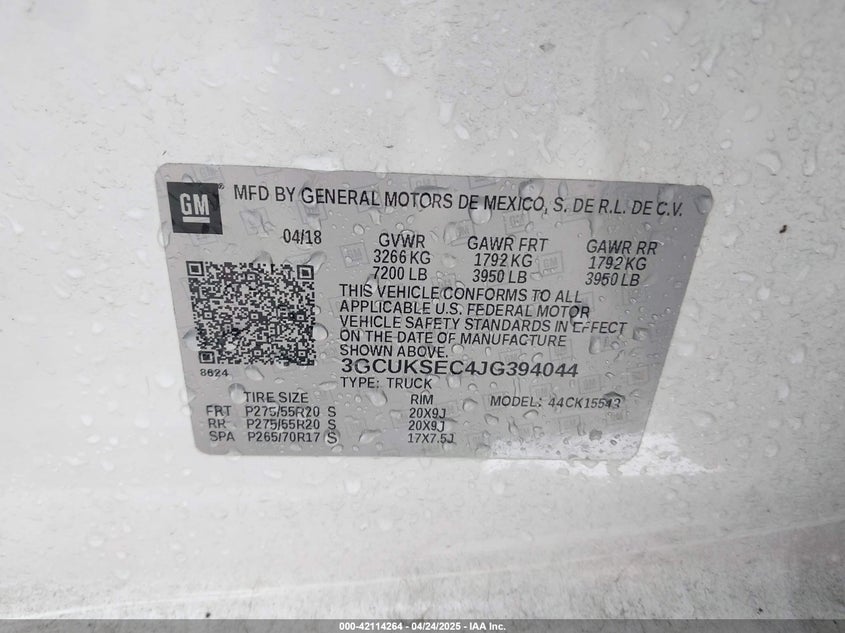 GM ® MFD BY GENERAL MOTORS DE MEXICO, S. DE R.L. DE C.V.
04/18 GVWR GAWR FRT GAWR RR
3266 KG 1792 KG 1792 KG
7200 LB 3950 LB 3950 LB
THIS VEHICLE CONFORMS TO ALL
APPLICABLE U.S. FEDERAL MOTOR
VEHICLE SAFETY STANDARDS IN EFFECT
ON THE DATE OF MANUFACTURE
SHOWN ABOVE.
8624 3GCUKSEC4JG394044
TYPE: TRUCK
TIRE SIZE RIM MODEL: 44CK15543
FRT P275/55R20 S 20X9J
RR P275/55R20 S 20X9J
SPA P265/70R17 S 17X7.5J
000-42114264 - 04/24/2025 - IAA Inc.